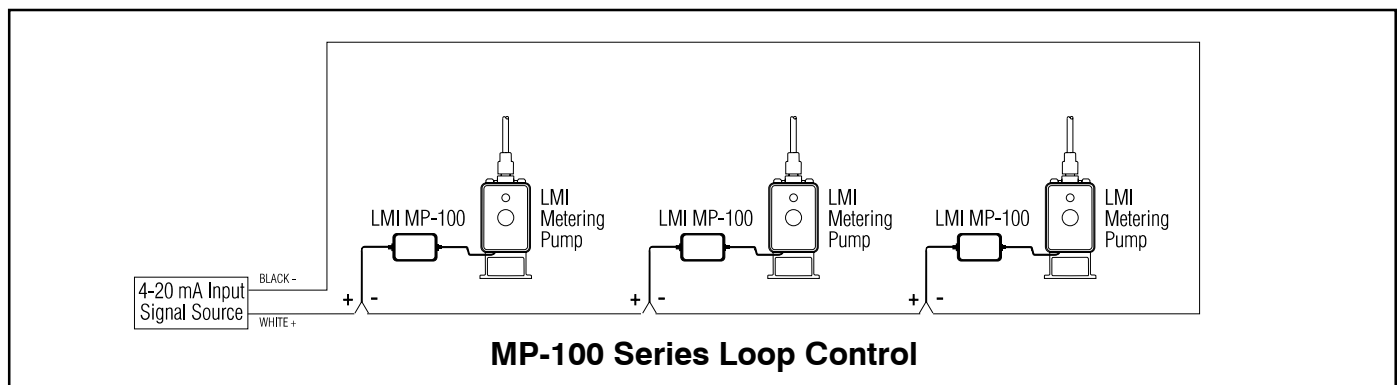 LMI MP-100
LMI
Metering
Pump
LMI MP-100
LMI
Metering
Pump
LMI MP-100
LMI
Metering
Pump
4-20 mA Input
Signal Source
BLACK -
WHITE +
+ -
+ -
+ -
MP-100 Series Loop Control